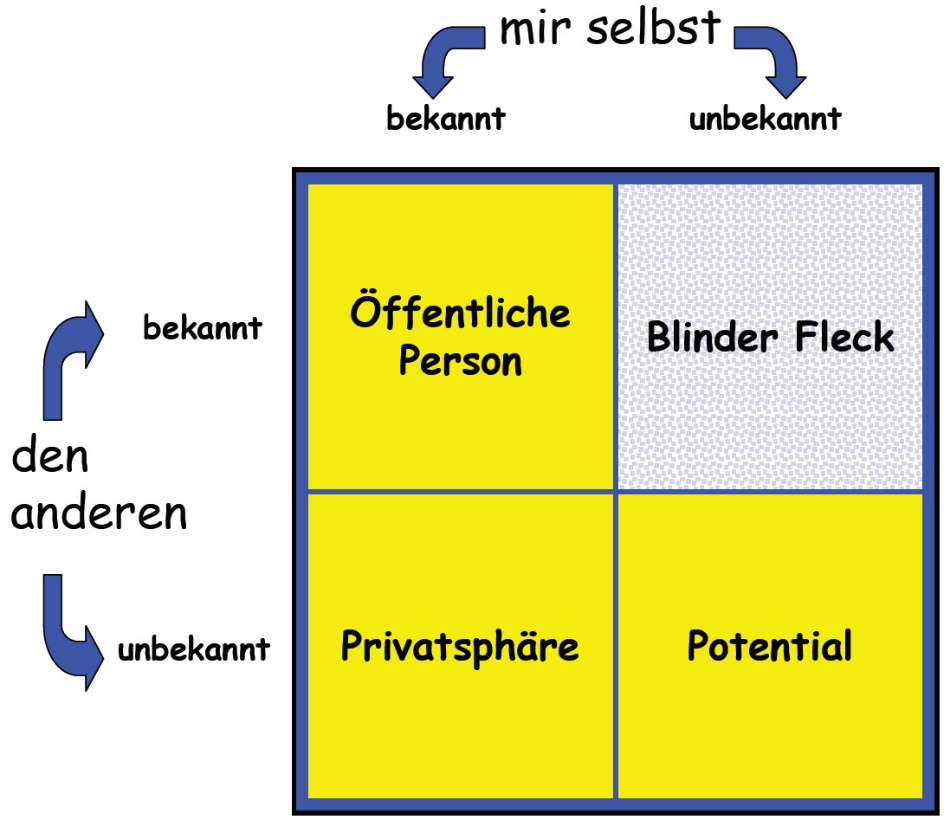 mir selbst
bekannt
unbekannt
bekannt
Öffentliche
Person
Blinder Fleck
den
anderen
unbekannt
Privatsphäre
Potential